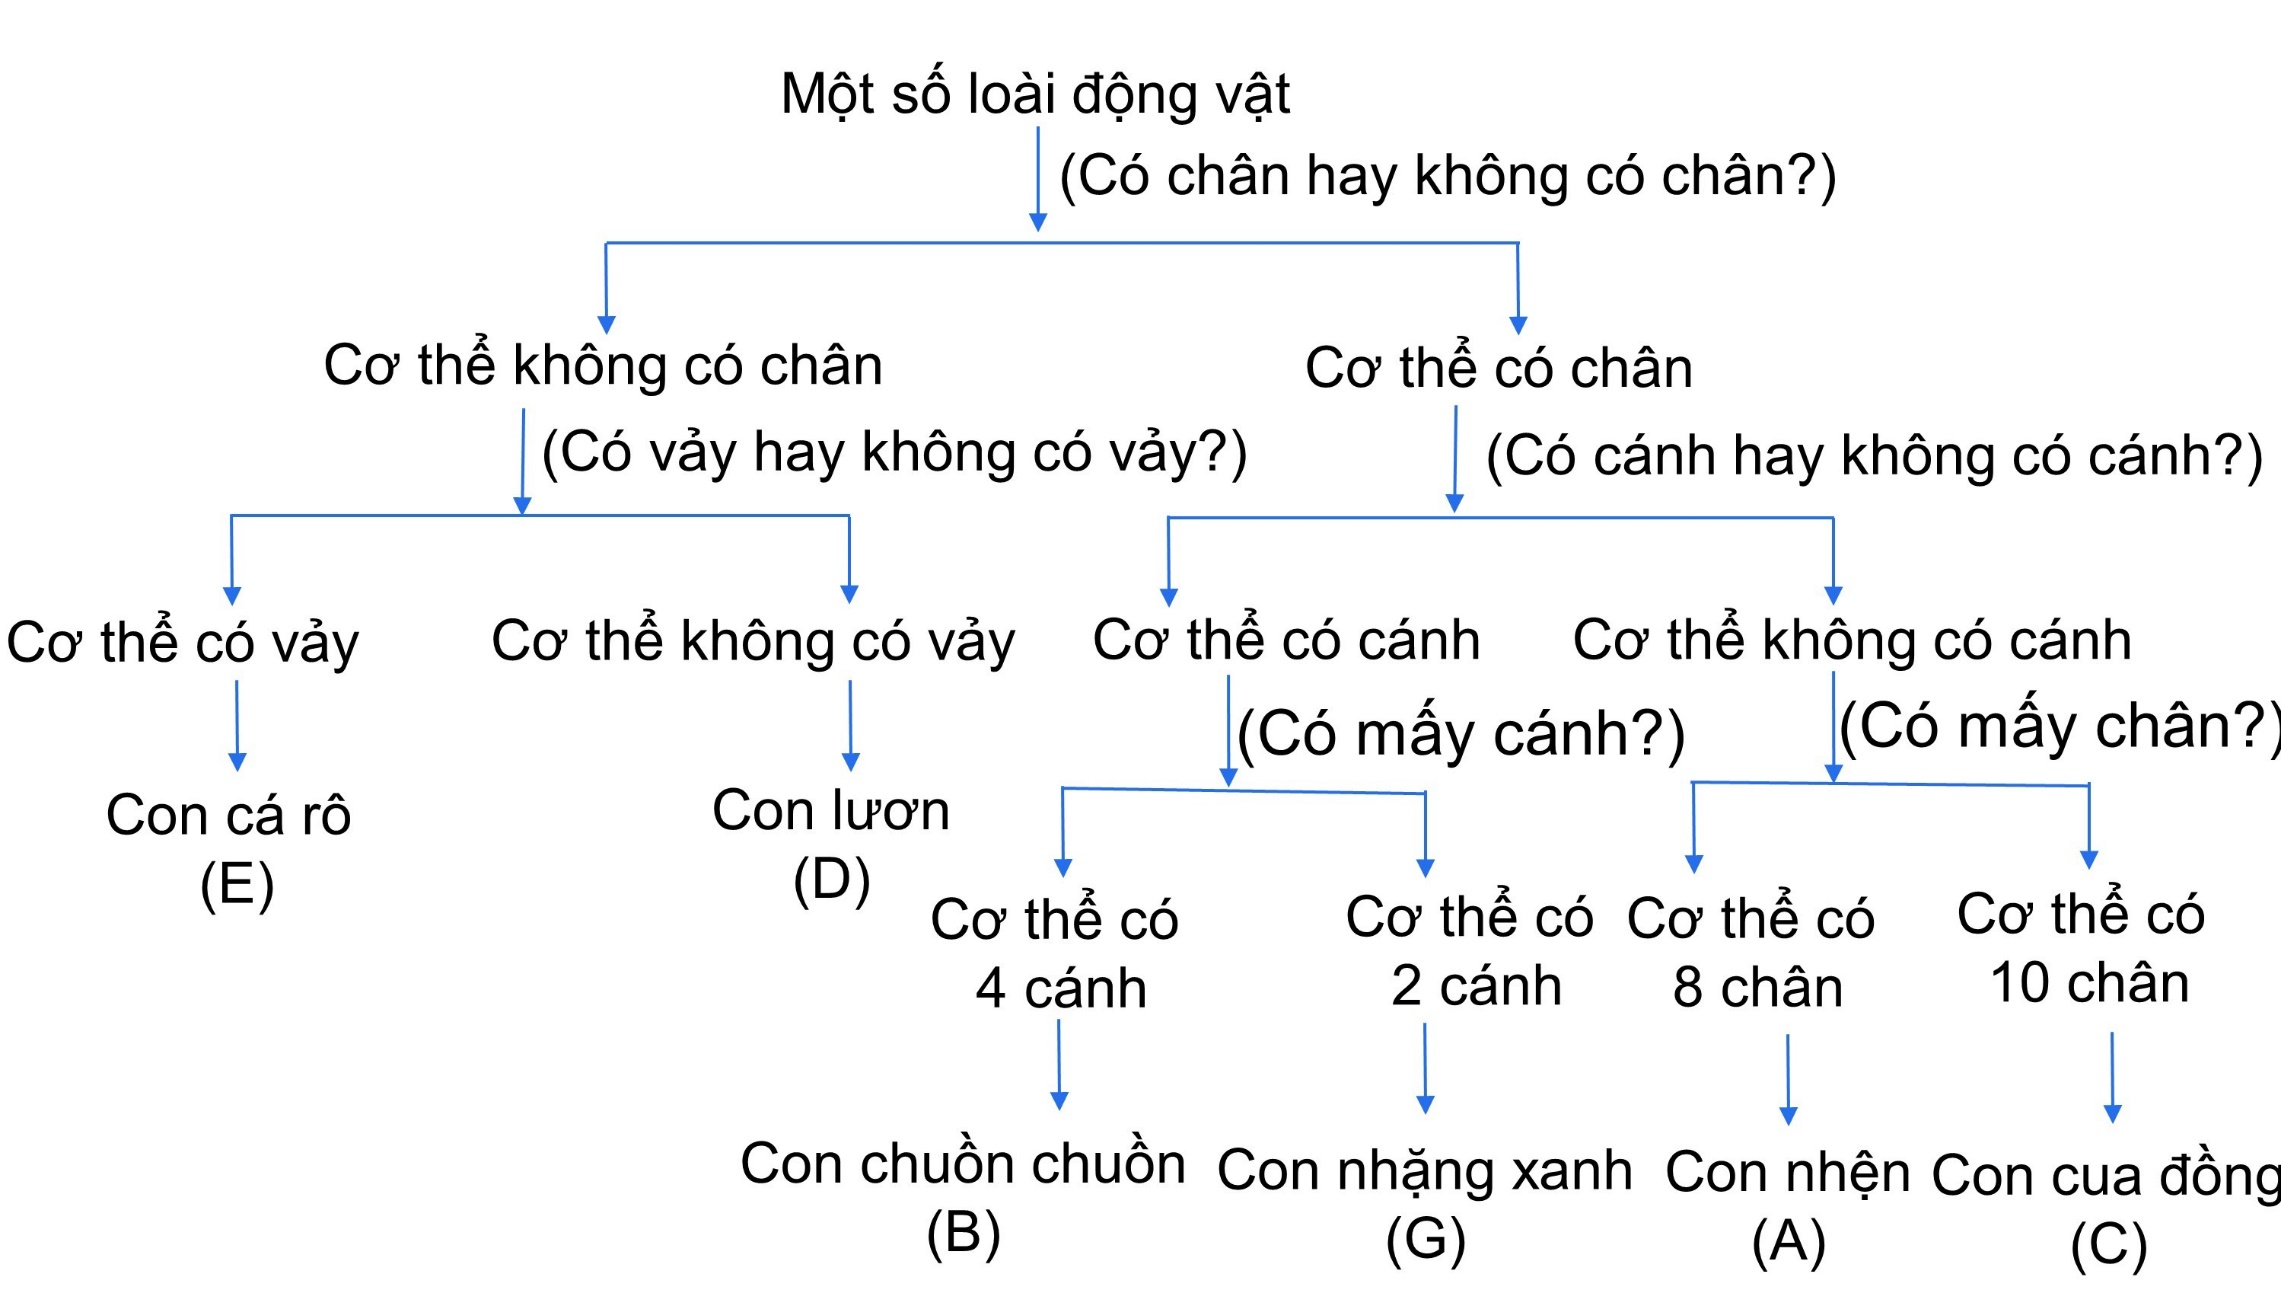 Một số loài động vật
(Có chân hay không có chân?)
Cơ thể không có chân
Cơ thể có chân
(Có vảy hay không có vảy?)
(Có cánh hay không có cánh?)
Cơ thể có vảy
Cơ thể không có vảy
Cơ thể có cánh
Cơ thể không có cánh
(Có mấy cánh?)
(Có mấy chân?)
Con cá rô
(E)
Con lươn
(D)
Cơ thể có
4 cánh
Cơ thể có
2 cánh
Cơ thể có
8 chân
Cơ thể có
10 chân
Con chuồn chuồn
(B)
Con nhặng xanh
(G)
Con nhện
(A)
Con cua đồng
(C)